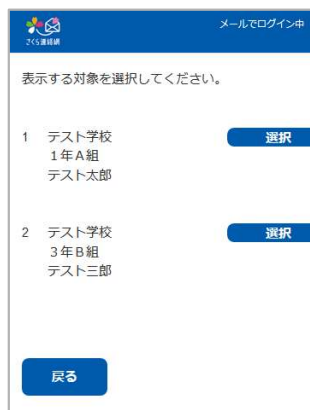 さくら連絡網
メールでログイン中
表示する対象を選択してください。
1 テスト学校 選択
１年Ａ組
テスト太郎
2 テスト学校 選択
３年Ｂ組
テスト三郎
戻る